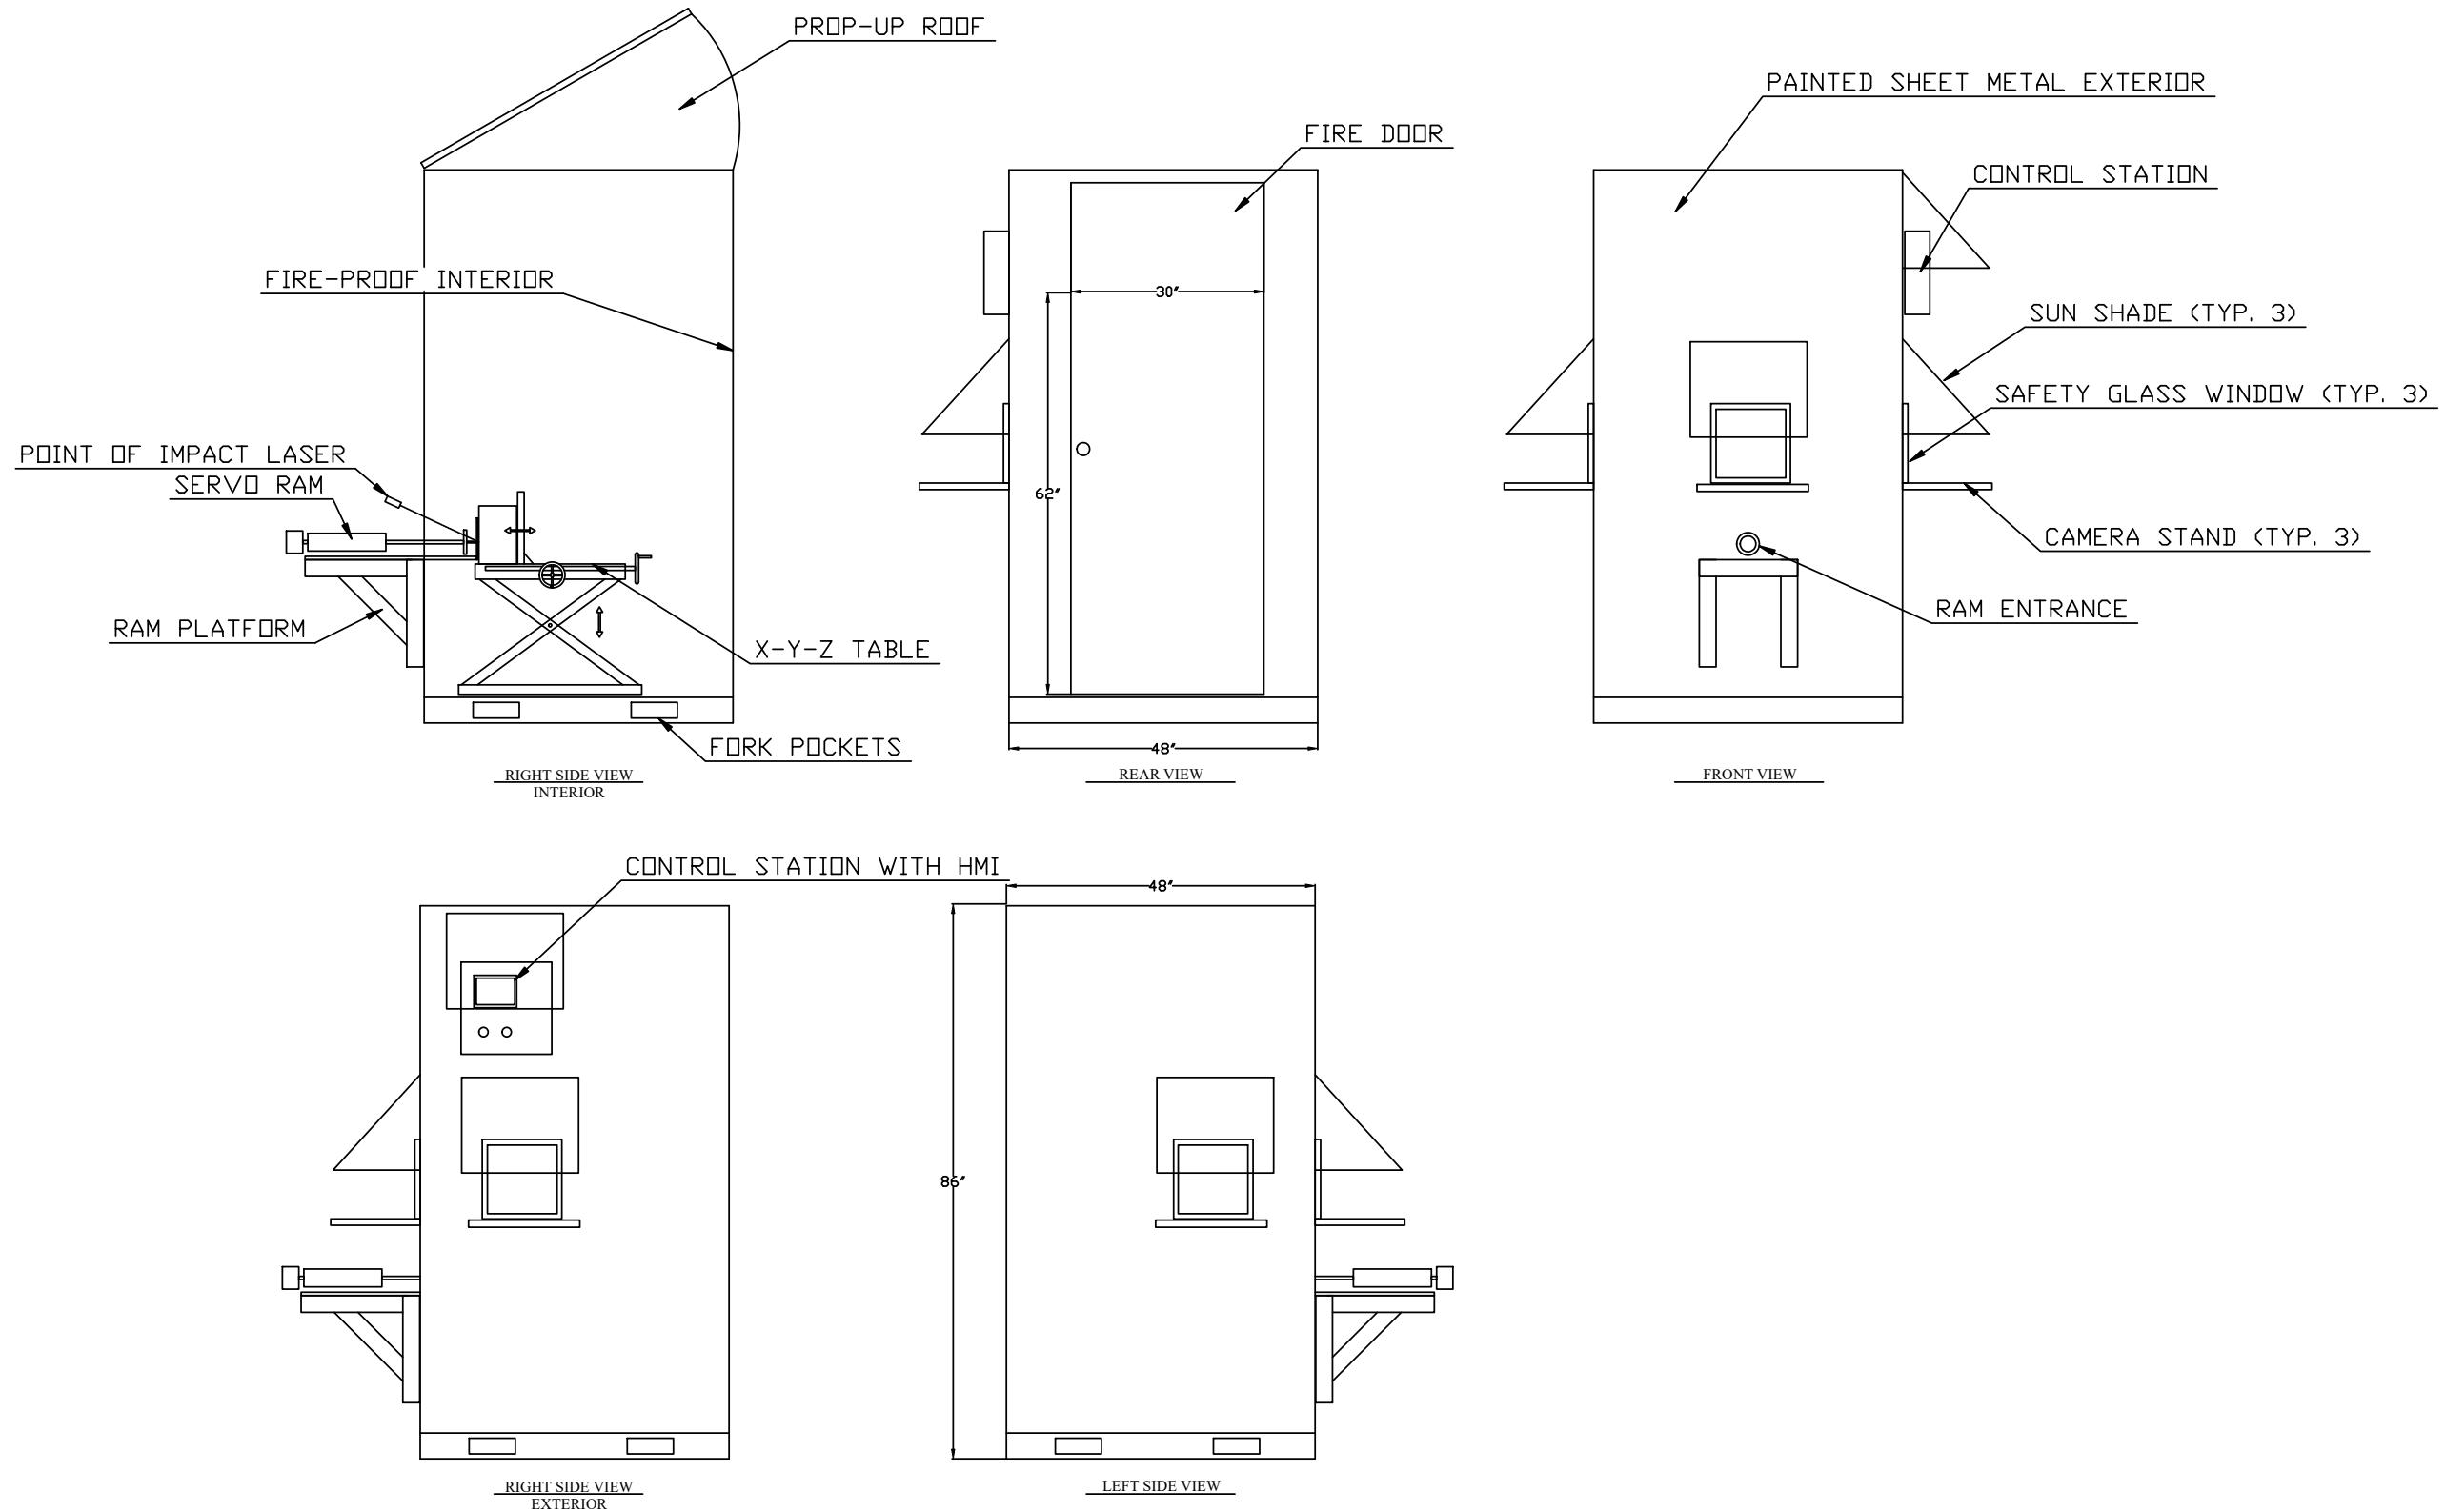 PROP-UP ROOF
PAINTED SHEET METAL EXTERIOR
FIRE DOOR
CONTROL STATION
FIRE-PROOF INTERIOR
30"
SUN SHADE (TYP. 3)
SAFETY GLASS WINDOW (TYP. 3)
POINT OF IMPACT LASER
SERVO RAM
62"
CAMERA STAND (TYP. 3)
RAM ENTRANCE
RAM PLATFORM
X-Y-Z TABLE
FORK POCKETS
48"
RIGHT SIDE VIEW
INTERIOR
REAR VIEW
FRONT VIEW
CONTROL STATION WITH HMI
48"
86"
RIGHT SIDE VIEW
EXTERIOR
LEFT SIDE VIEW